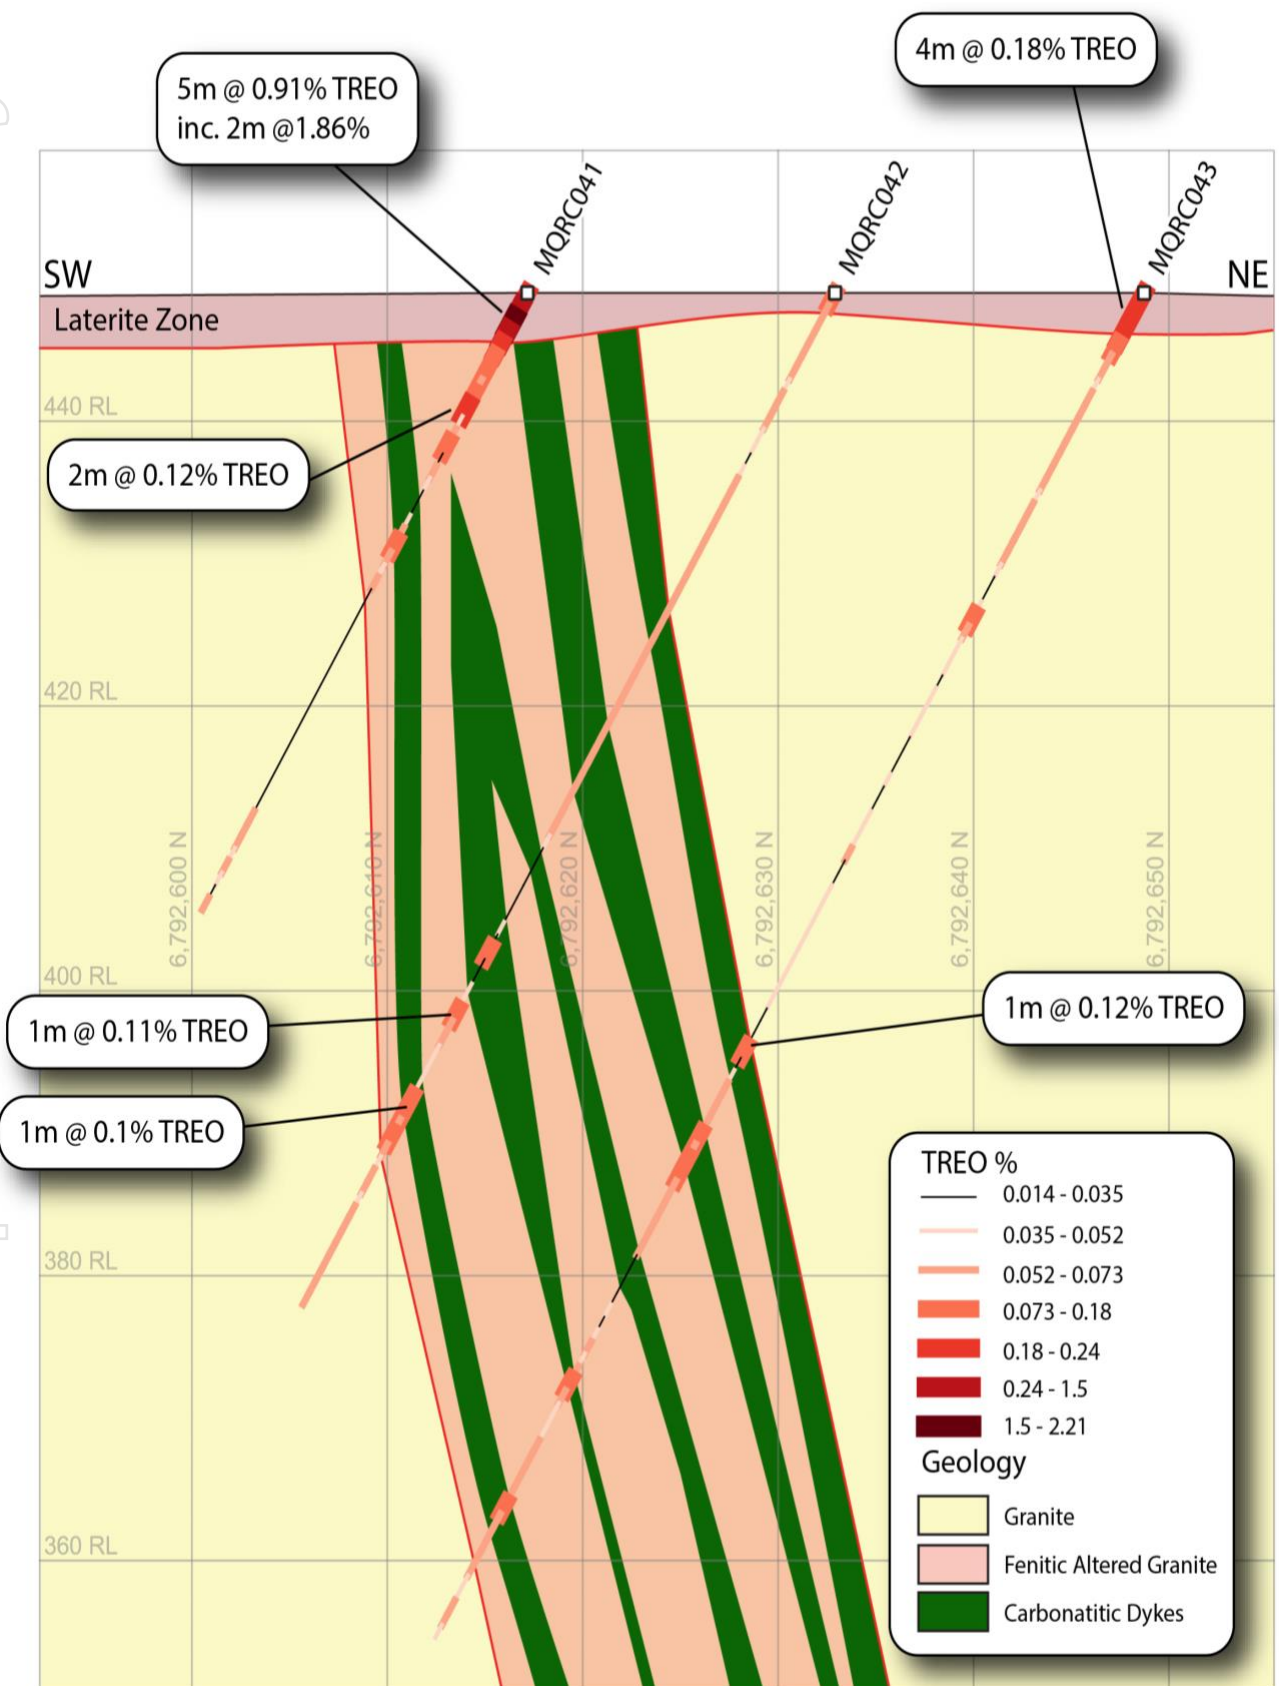 4m @ 0.18% TREO
5m @ 0.91% TREO
inc. 2m @1.86%
MQRC041
MQRC042
MQRC043
SW
NE
Laterite Zone
440 RL
2m @ 0.12% TREO
420 RL
6,792,600 N
6,792,610 N
6,792,620 N
6,792,630 N
6,792,640 N
6,792,650 N
400 RL
1m @ 0.11% TREO
1m @ 0.12% TREO
1m @ 0.1% TREO
380 RL
360 RL
TREO %
0.014 - 0.035
0.035 - 0.052
0.052 - 0.073
0.073 - 0.18
0.18 - 0.24
0.24 - 1.5
1.5 - 2.21
Geology
Granite
Fenitic Altered Granite
Carbonatitic Dykes